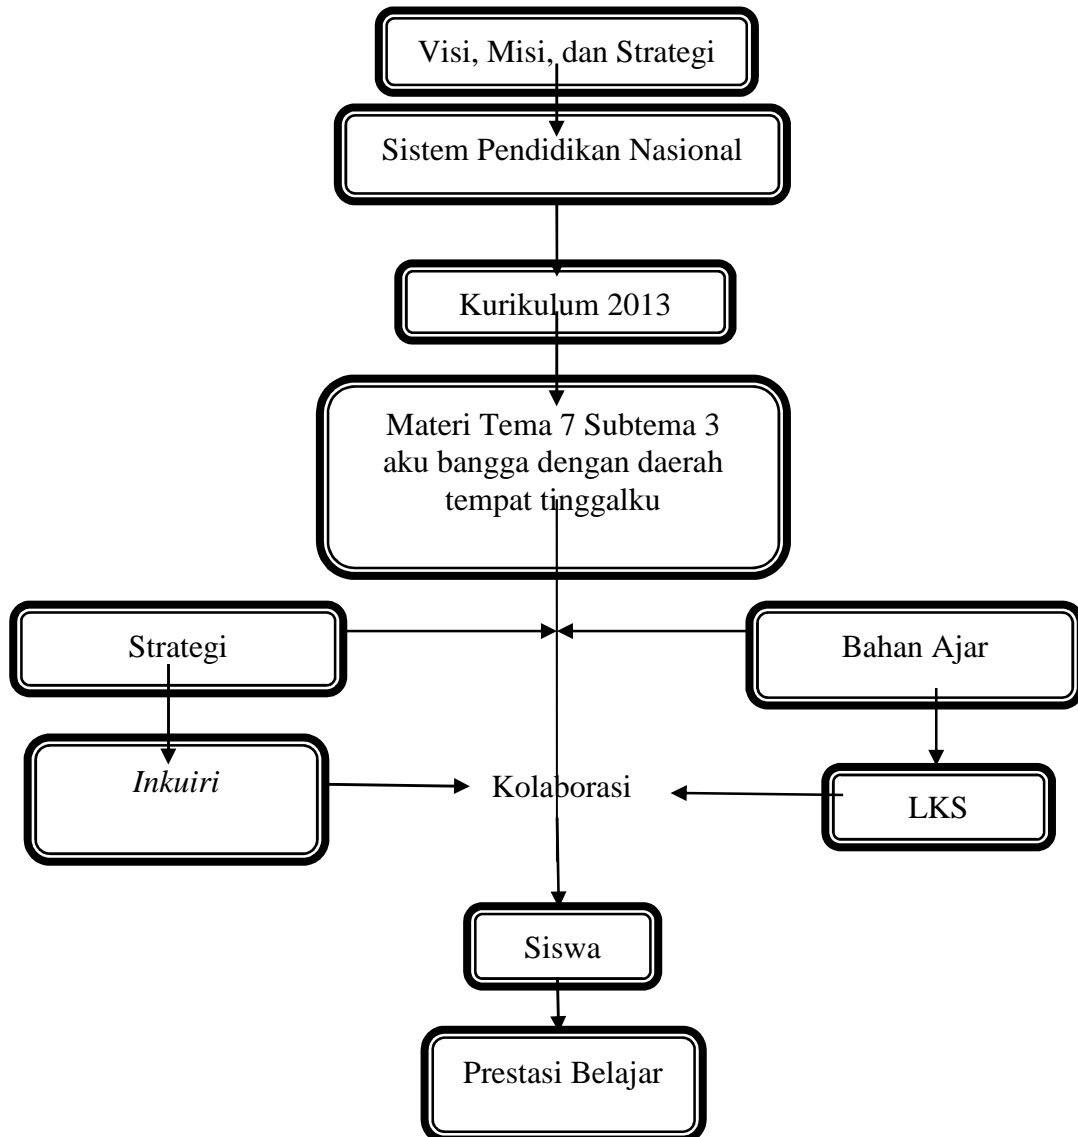 Visi, Misi, dan Strategi
Sistem Pendidikan Nasional
Kurikulum 2013
Materi Tema 7 Subtema 3
aku bangga dengan daerah
tempat tinggalku
Strategi
Bahan Ajar
Inkuiri
Kolaborasi
LKS
Siswa
Prestasi Belajar